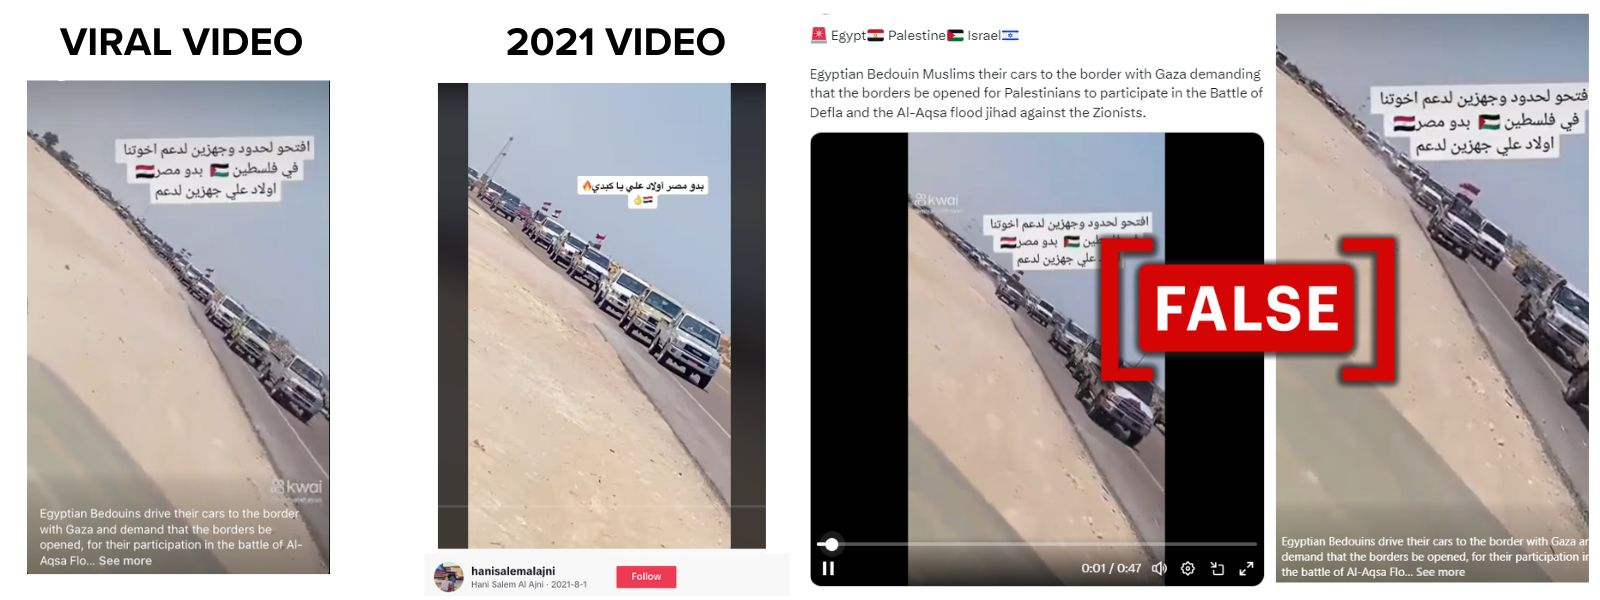 VIRAL VIDEO
افتحو لحدود وجهزين لدعم اخوتنا
في فلسطين 🇵🇸 بدو مصر🇪🇬
اولاد علي جهزين لدعم
kwai
Egyptian Bedouins drive their cars to the border
with Gaza and demand that the borders be
opened, for their participation in the battle of Al-
Aqsa Flo... See more
2021 VIDEO
بدو مصر اولاد علي يا كبدي🔥
🇪🇬👌
hanisalemalajni
Hani Salem Al Ajni · 2021-8-1
Follow
🚨 Egypt🇪🇬 Palestine🇵🇸 Israel🇮🇱
Egyptian Bedouin Muslims their cars to the border with Gaza demanding
that the borders be opened for Palestinians to participate in the Battle of
Defla and the Al-Aqsa flood jihad against the Zionists.
kwai
افتحو لحدود وجهزين لدعم اخوتنا
🇵🇸 بدو مصر🇪🇬
علي جهزين لدعم
0:01 / 0:47
FALSE
فتحو لحدود وجهزين لدعم اخوتنا
في فلسطين 🇵🇸 بدو مصر🇪🇬
اولاد علي جهزين لدعم
Egyptian Bedouins drive their cars to the border with Gaza ar
demand that the borders be opened, for their participation in
the battle of Al-Aqsa Flo... See more